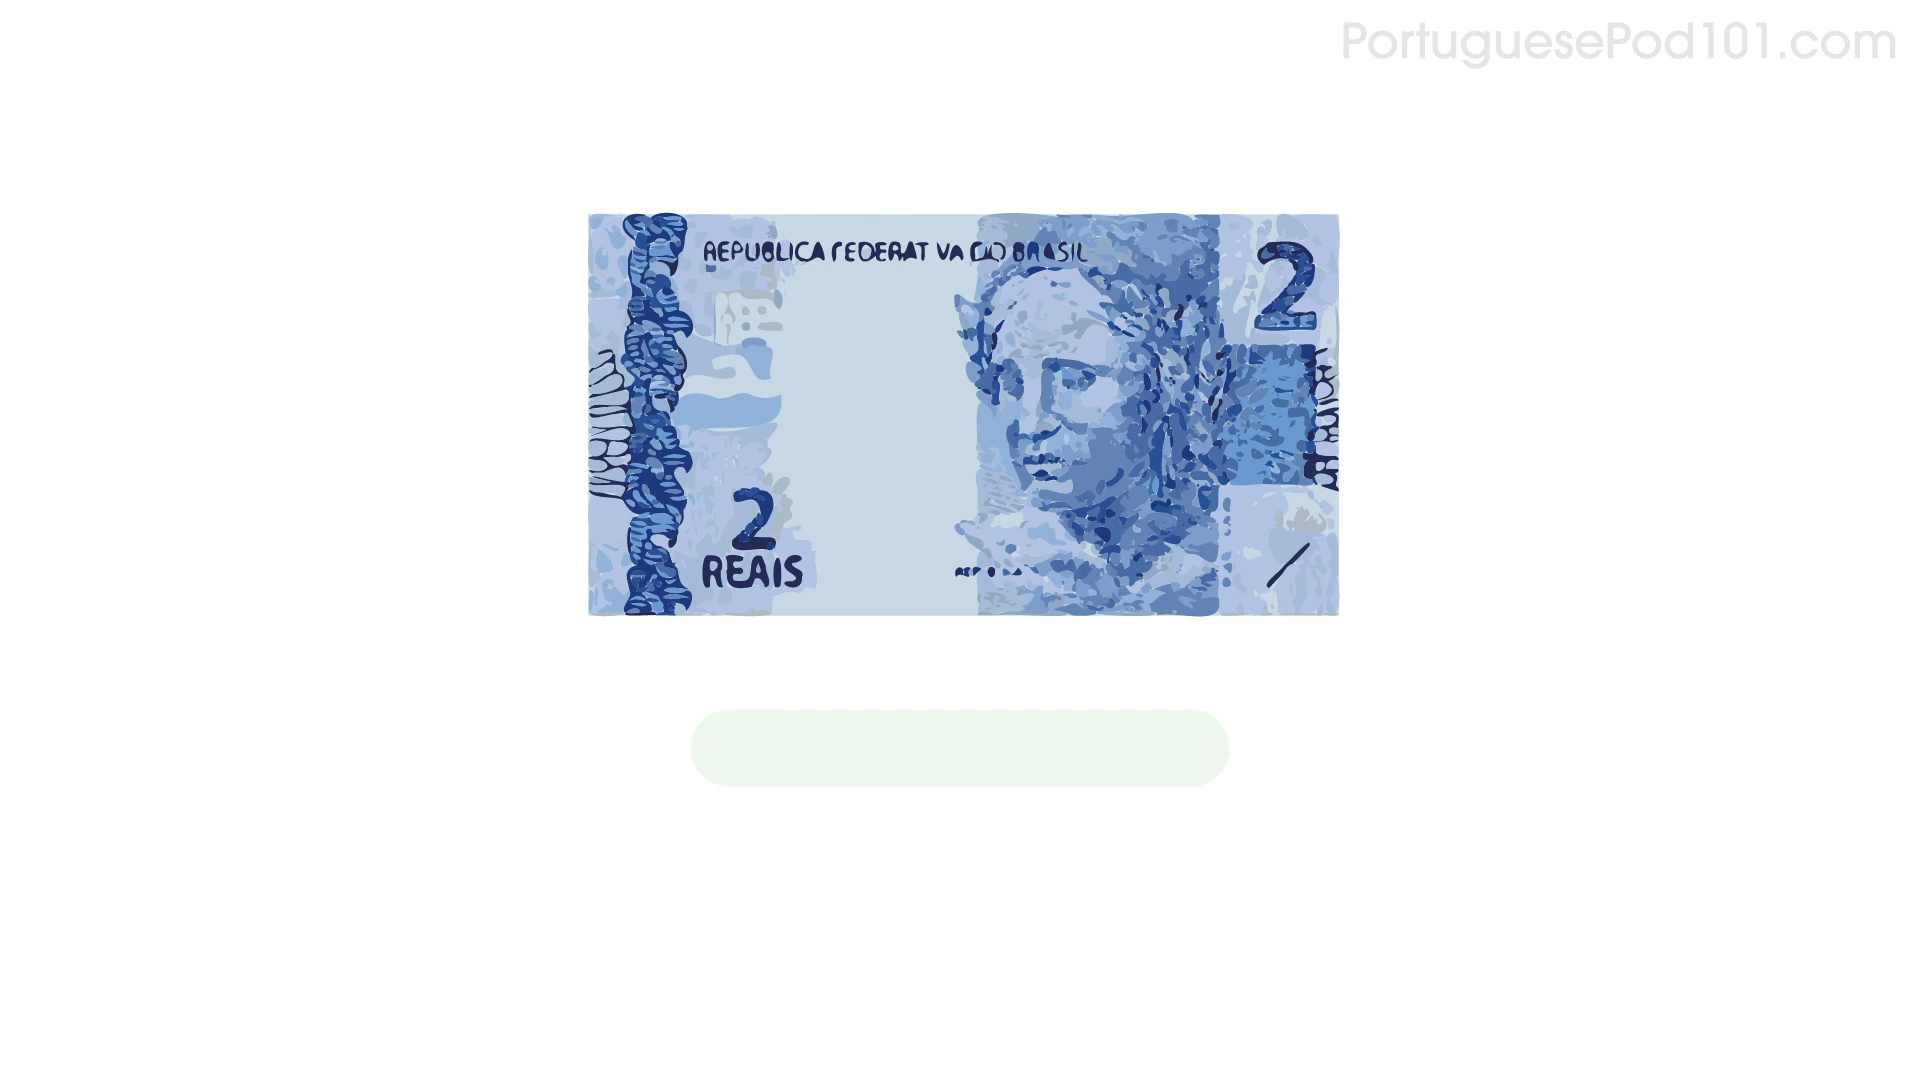 PortuguesePod101.com
REPUBLICA FEDERAT VA DO BRASIL
2
2
REAIS